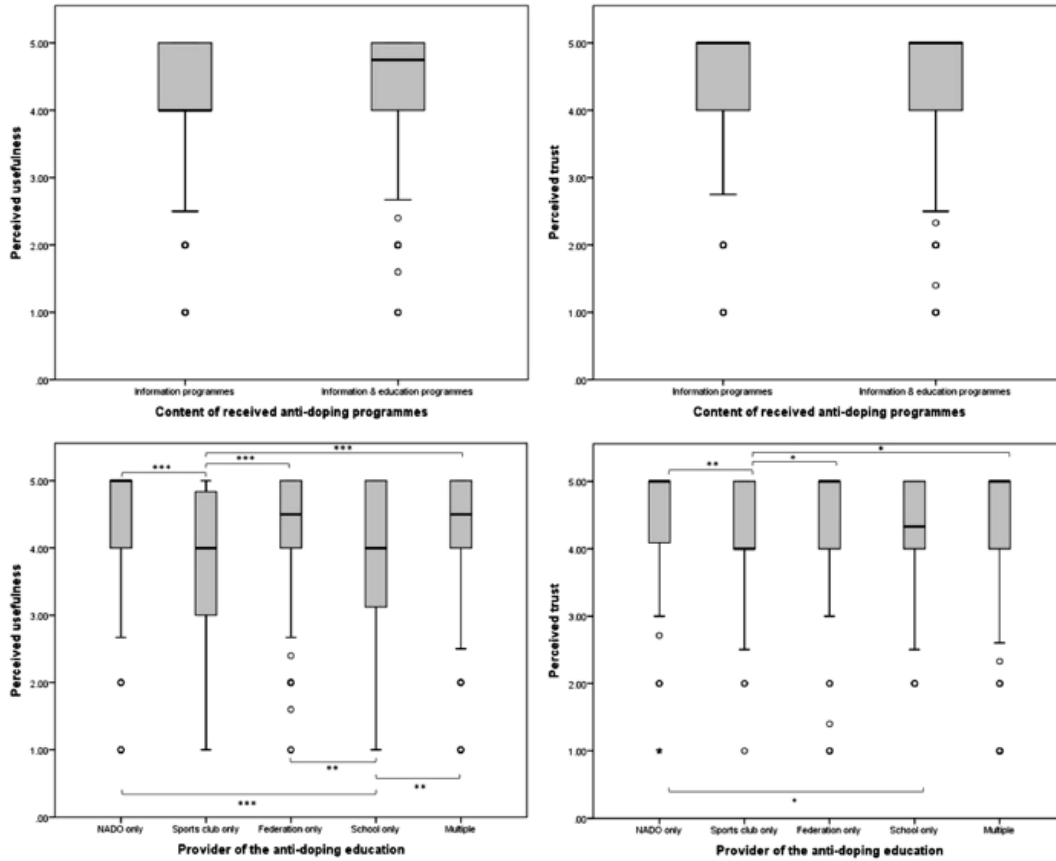 5.00
4.00
3.00
2.00
1.00
.00
Perceived usefulness
Information programmes
Information & education programmes
Content of received anti-doping programmes
5.00
4.00
3.00
2.00
1.00
.00
Perceived trust
Information programmes
Information & education programmes
Content of received anti-doping programmes
***
***
***
5.00
4.00
3.00
2.00
1.00
.00
Perceived usefulness
**
**
***
NADO only
Sports club only
Federation only
School only
Multiple
Provider of the anti-doping education
*
**
*
5.00
4.00
3.00
2.00
1.00
.00
Perceived trust
*
NADO only
Sports club only
Federation only
School only
Multiple
Provider of the anti-doping education